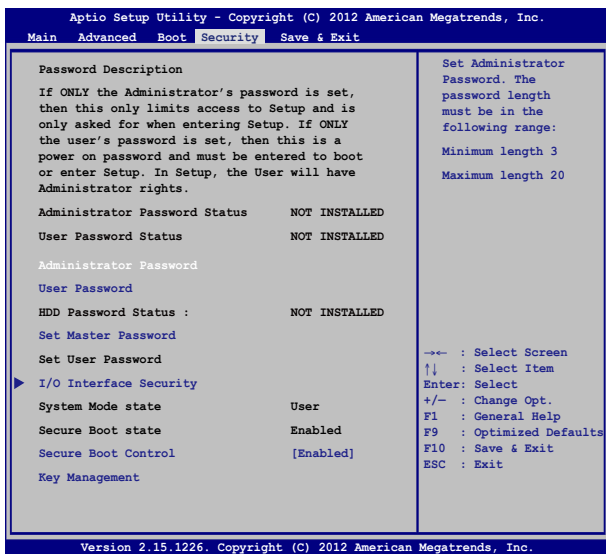 Aptio Setup Utility - Copyright (C) 2012 American Megatrends, Inc.
Main Advanced Boot Security Save & Exit
Password Description
If ONLY the Administrator's password is set,
then this only limits access to Setup and is
only asked for when entering Setup. If ONLY
the user's password is set, then this is a
power on password and must be entered to boot
or enter Setup. In Setup, the User will have
Administrator rights.
Administrator Password Status NOT INSTALLED
User Password Status NOT INSTALLED
Administrator Password
User Password
HDD Password Status : NOT INSTALLED
Set Master Password
Set User Password
I/O Interface Security
System Mode state User
Secure Boot state Enabled
Secure Boot Control [Enabled]
Key Management
Set Administrator
Password. The
password length
must be in the
following range:
Minimum length 3
Maximum length 20
→← : Select Screen
↑↓ : Select Item
Enter: Select
+/— : Change Opt.
F1 : General Help
F9 : Optimized Defaults
F10 : Save & Exit
ESC : Exit
Version 2.15.1226. Copyright (C) 2012 American Megatrends, Inc.